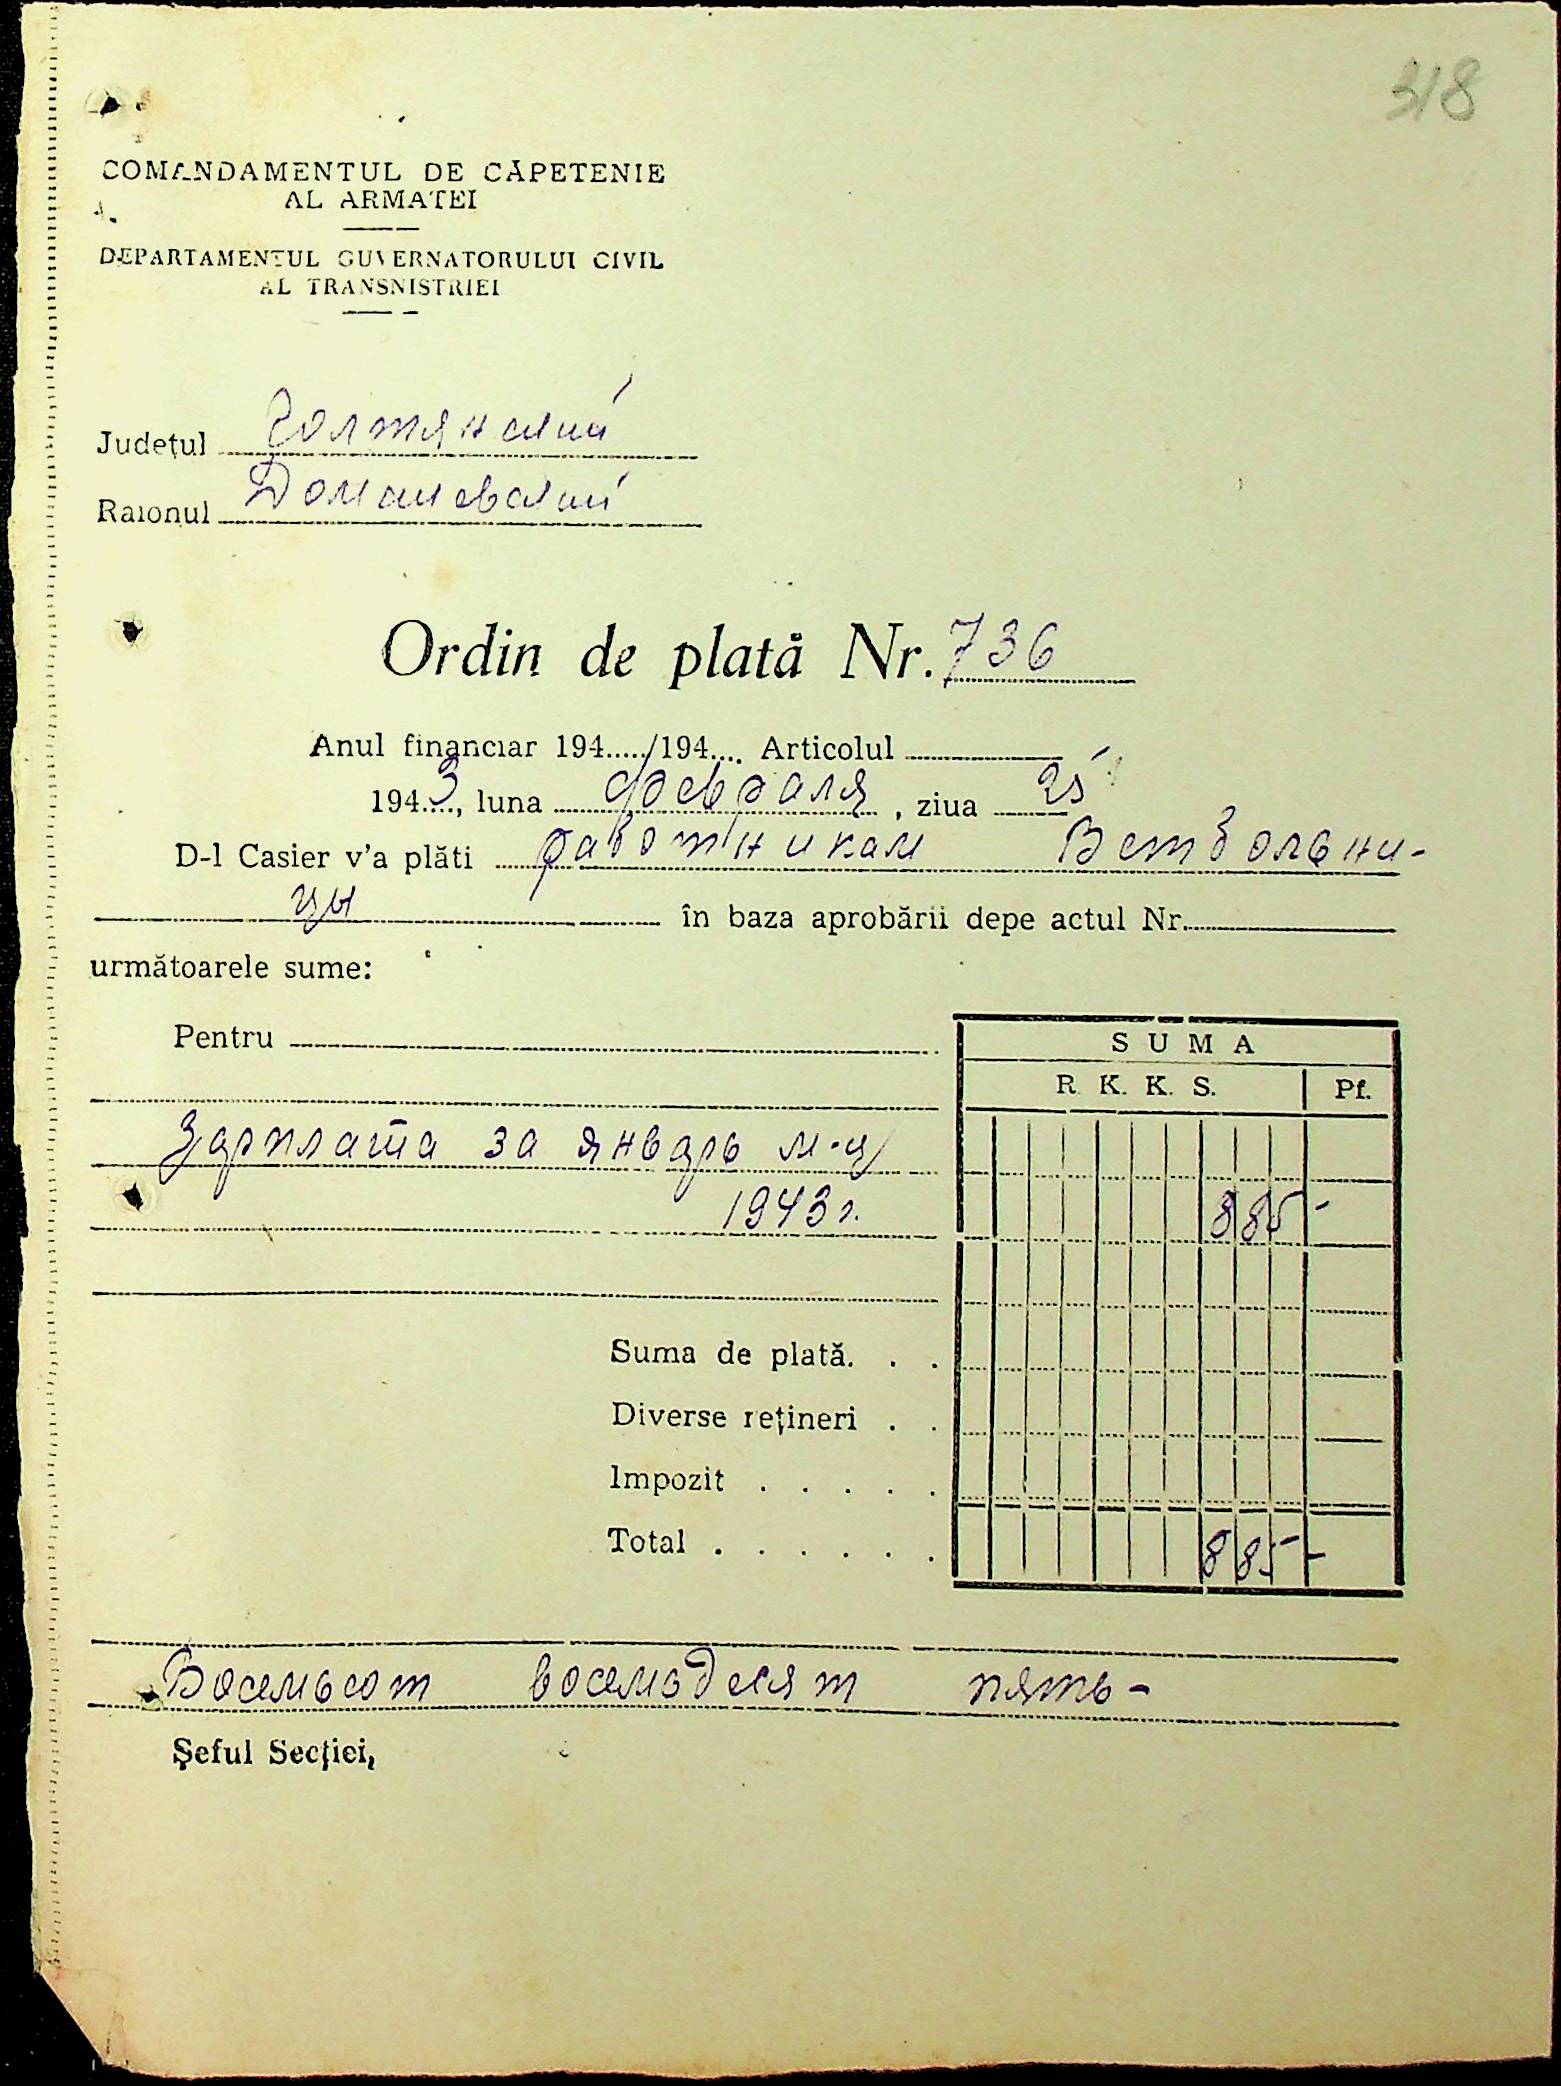 318
COMANDAMENTUL DE CĂPETENIE
AL ARMATEI
DEPARTAMENTUL GUVERNATORULUI CIVIL
AL TRANSNISTRIEI
Județul Голтянский
Raionul Доманевский
Ordin de plată Nr. 736
Anul financiar 194...../194.... Articolul
1943, luna февраля, ziua 25
D-l Casier v'a plăti работникам Ветбольни-
цы în baza aprobării depe actul Nr.
următoarele sume:
Pentru
SUMA
R. K. K. S. Pf.
Зарплата за январь м-ц
1943 г. 885 -
Suma de plată. . .
Diverse rețineri . .
Impozit . . . . .
Total . . . . . . 885 -
Восемьсот восемьдесят пять -
Șeful Secției,